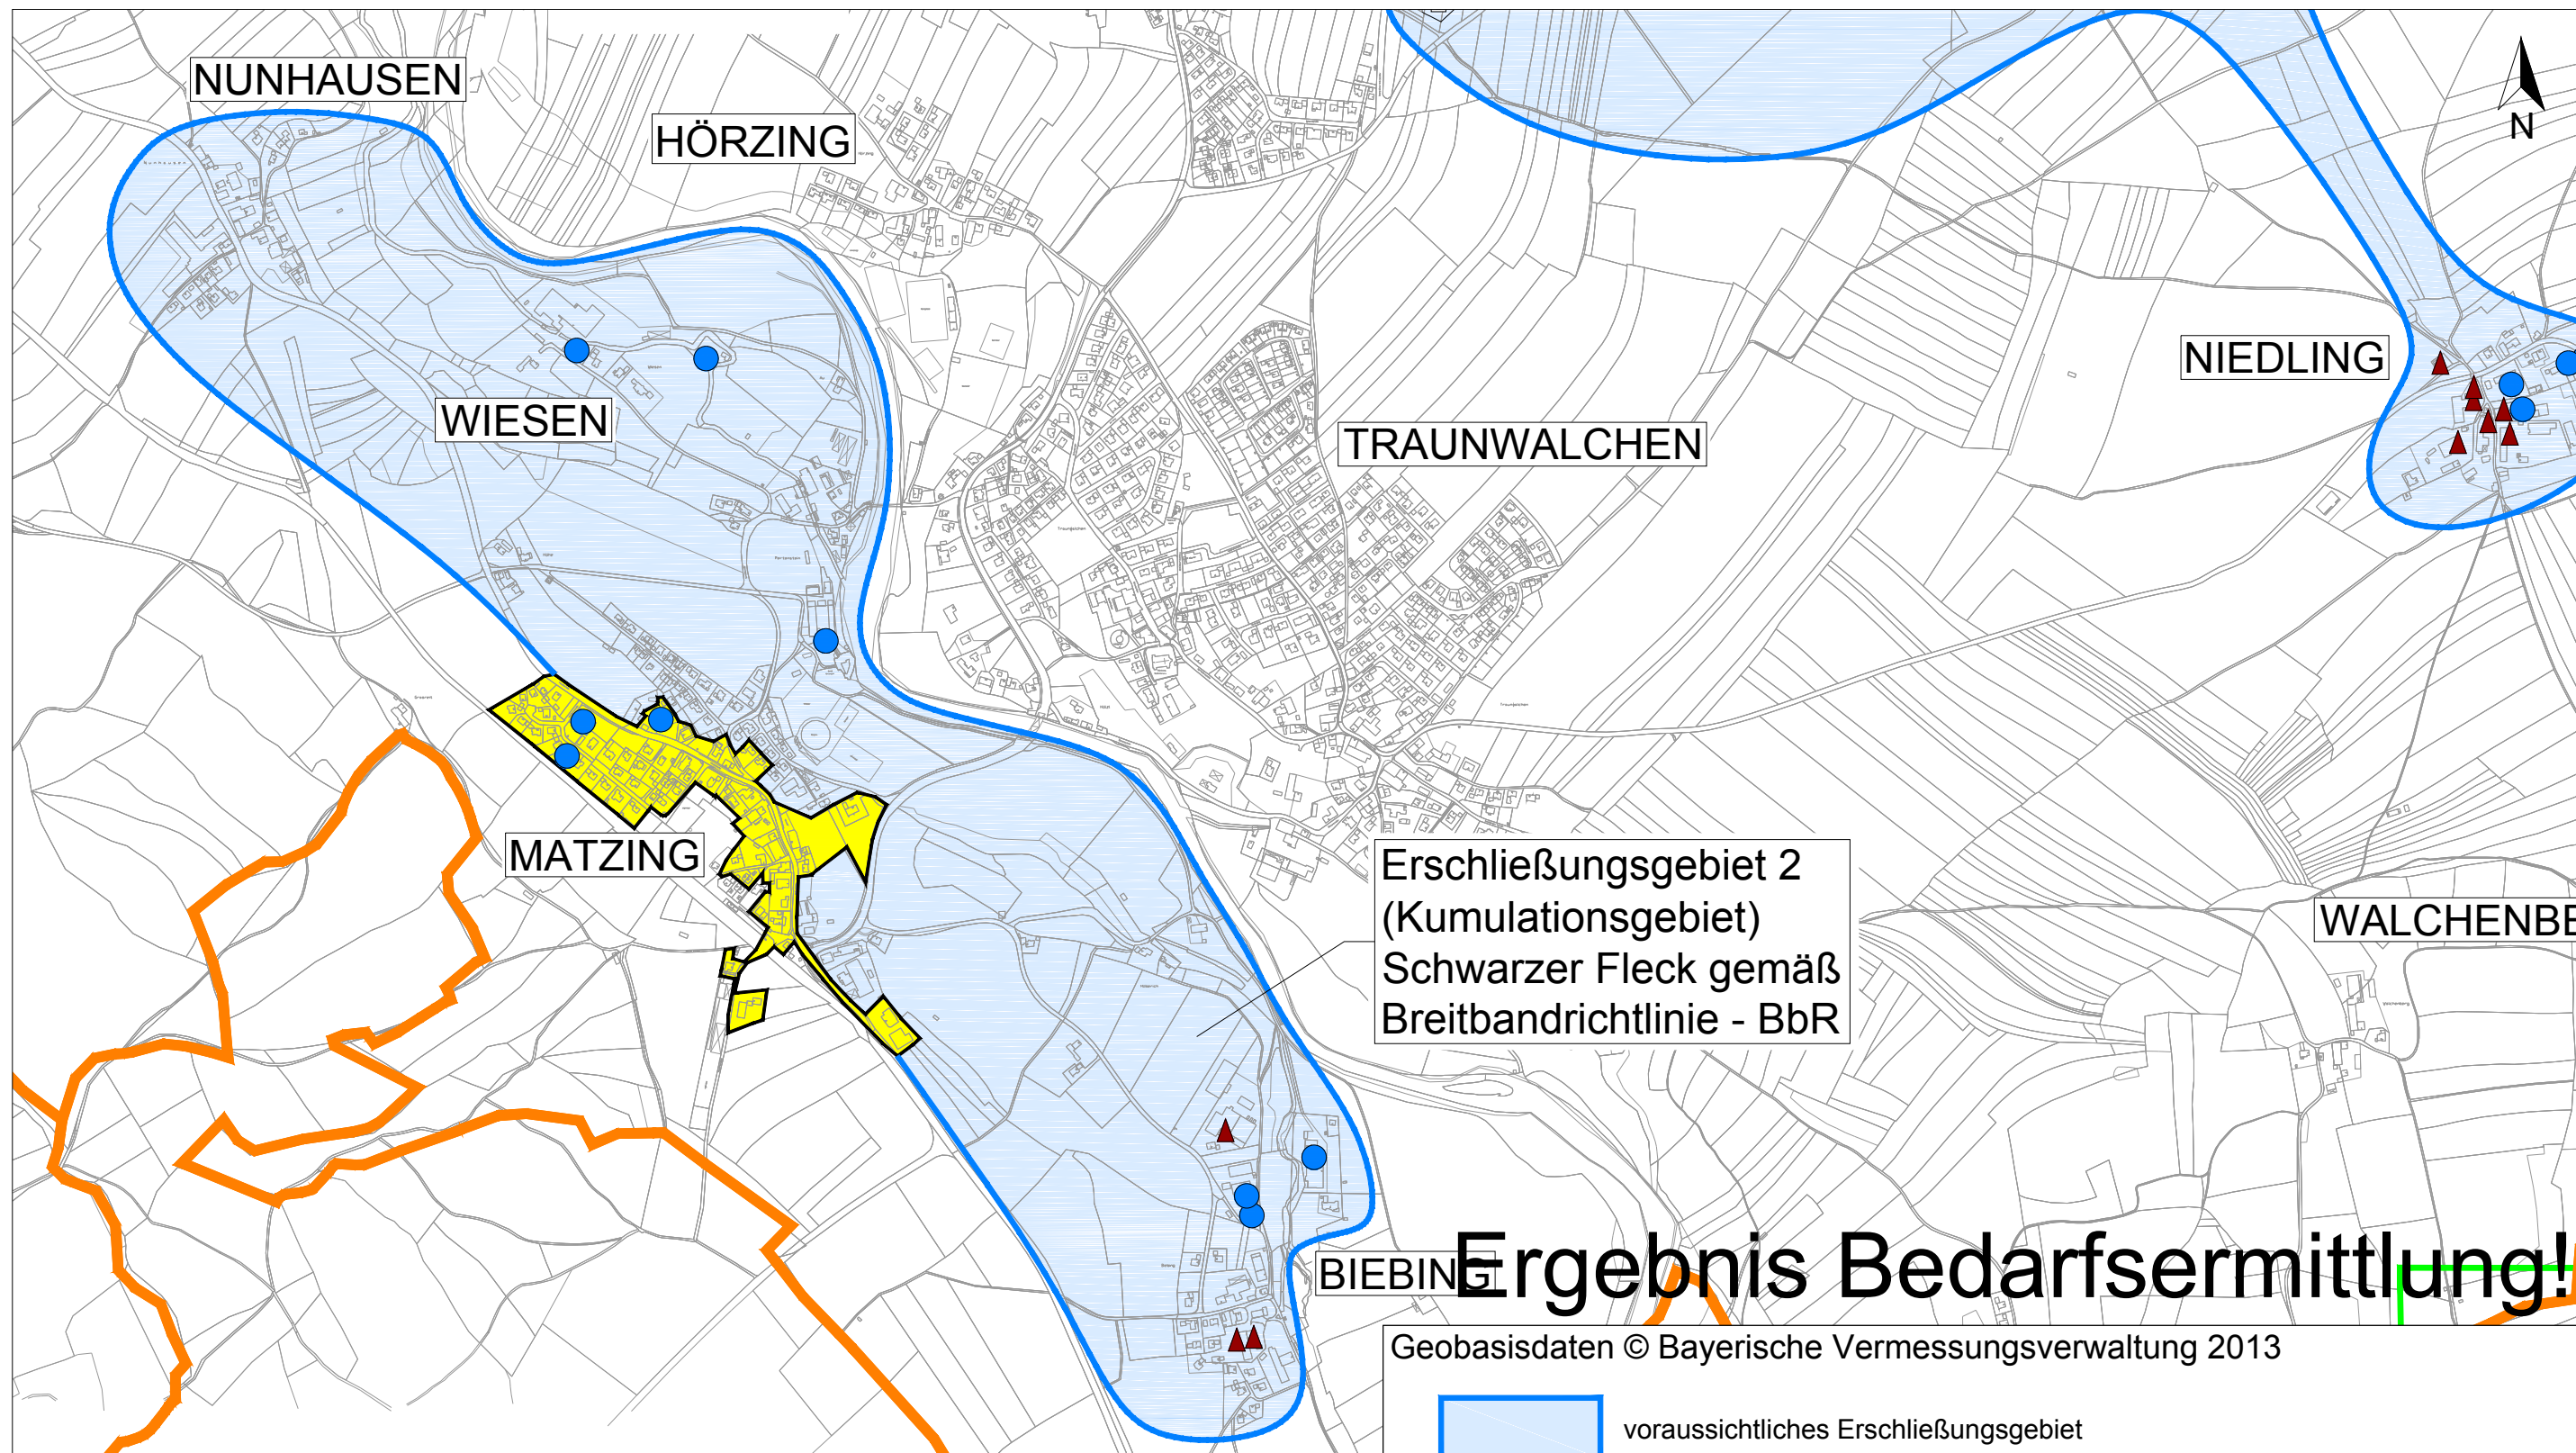 NUNHAUSEN
HÖRZING
N
NIEDLING
WIESEN
TRAUNWALCHEN
MATZING
Erschließungsgebiet 2
(Kumulationsgebiet)
Schwarzer Fleck gemäß
Breitbandrichtlinie - BbR
WALCHENBE
BIEBING
Ergebnis Bedarfsermittlung!
Geobasisdaten © Bayerische Vermessungsverwaltung 2013
voraussichtliches Erschließungsgebiet